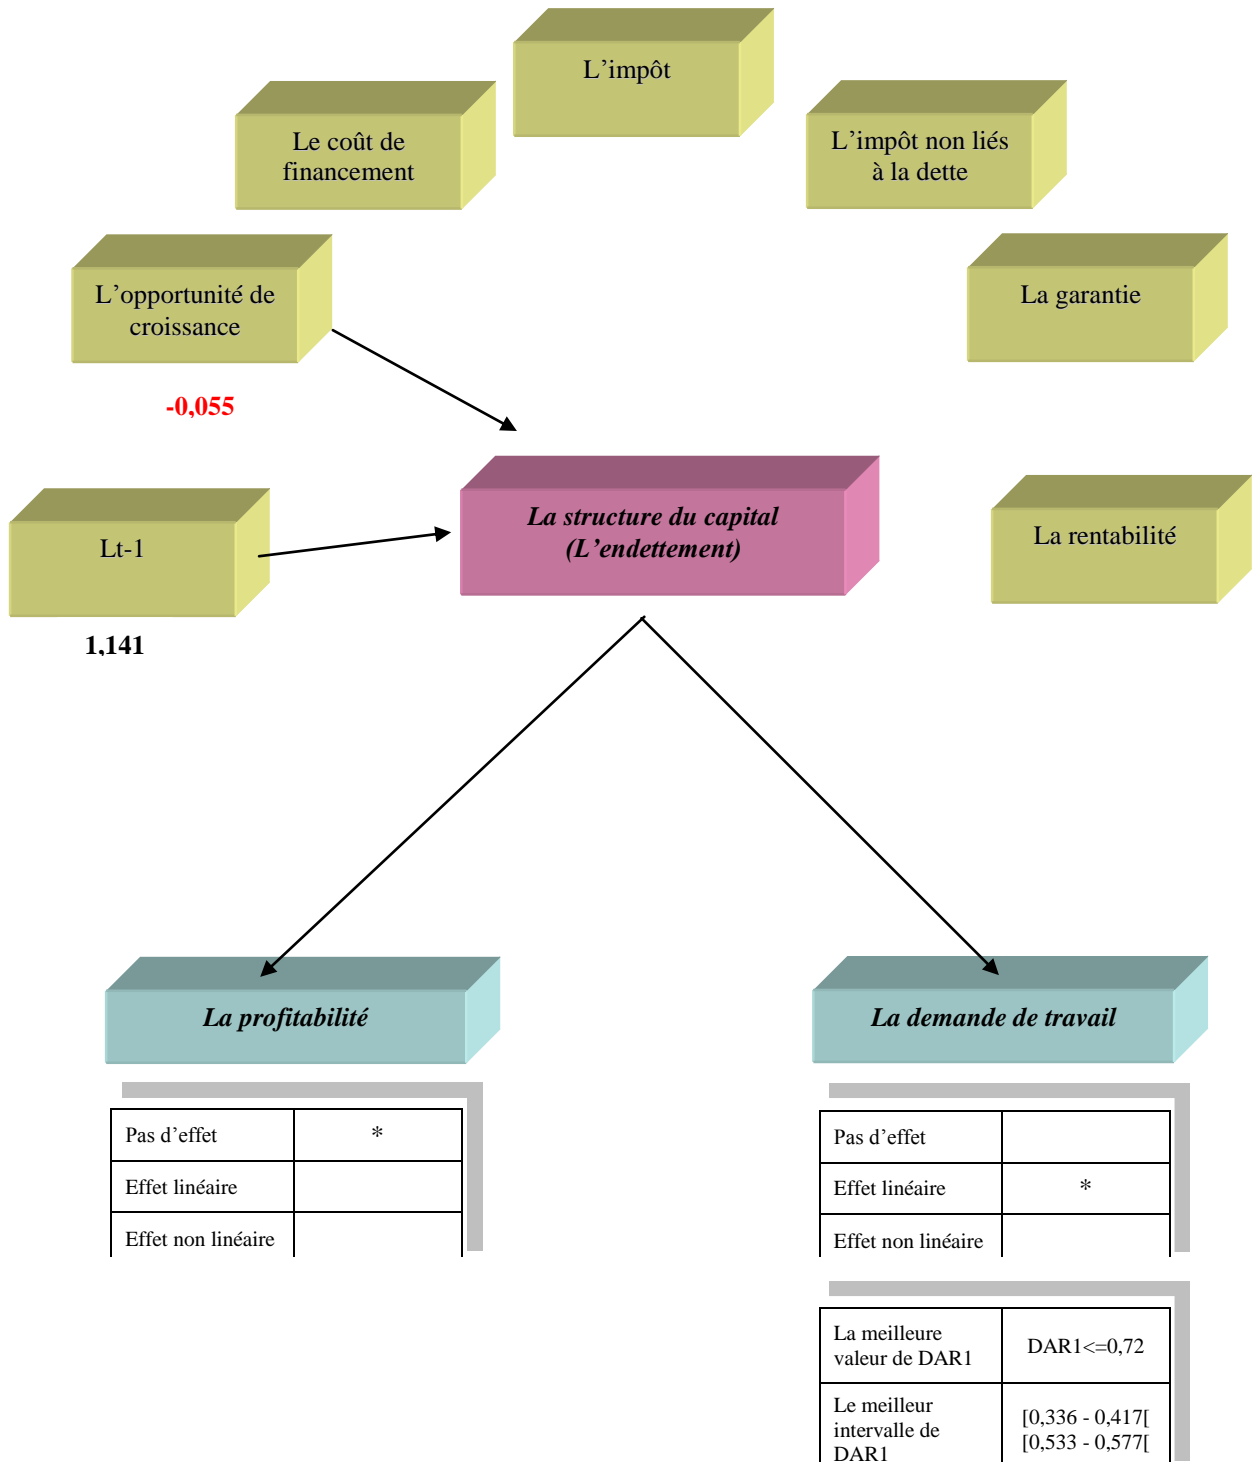 L’impôt
Le coût de
financement
L’impôt non liés
à la dette
L’opportunité de
croissance
La garantie
-0,055
La structure du capital
(L’endettement)
Lt-1
La rentabilité
1,141
La profitabilité
La demande de travail
Pas d’effet *
Effet linéaire
Effet non linéaire
Pas d’effet
Effet linéaire *
Effet non linéaire
La meilleure
valeur de DAR1
DAR1<=0,72
Le meilleur
intervalle de
DAR1
[0,336 - 0,417[
[0,533 - 0,577[